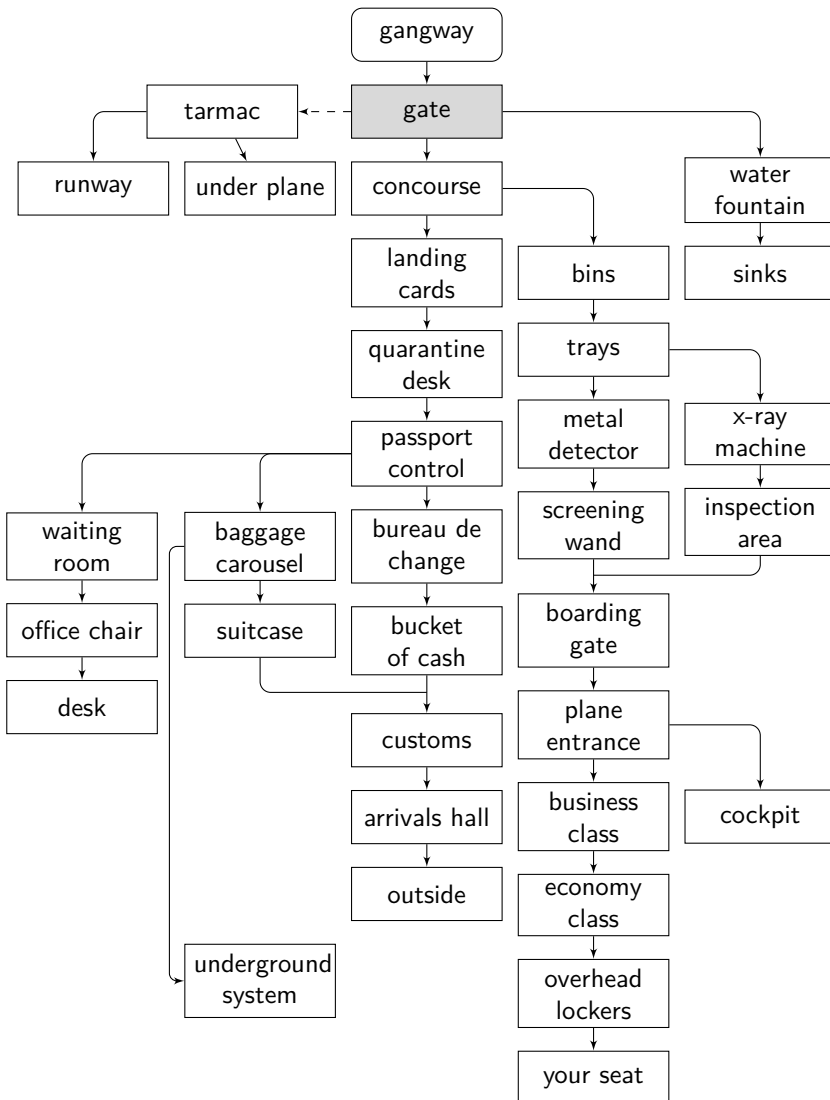 gangway
tarmac
gate
runway
under plane
concourse
water
fountain
landing
cards
bins
sinks
quarantine
desk
trays
passport
control
metal
detector
x-ray
machine
waiting
room
baggage
carousel
bureau de
change
screening
wand
inspection
area
office chair
suitcase
bucket
of cash
boarding
gate
desk
customs
plane
entrance
arrivals hall
business
class
cockpit
outside
economy
class
underground
system
overhead
lockers
your seat